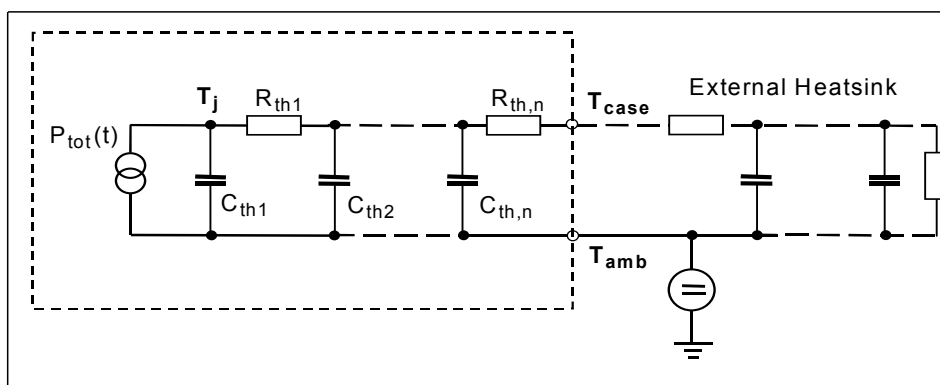 External Heatsink
T_j
R_th1
R_th,n
T_case
P_tot(t)
C_th1
C_th2
C_th,n
T_amb